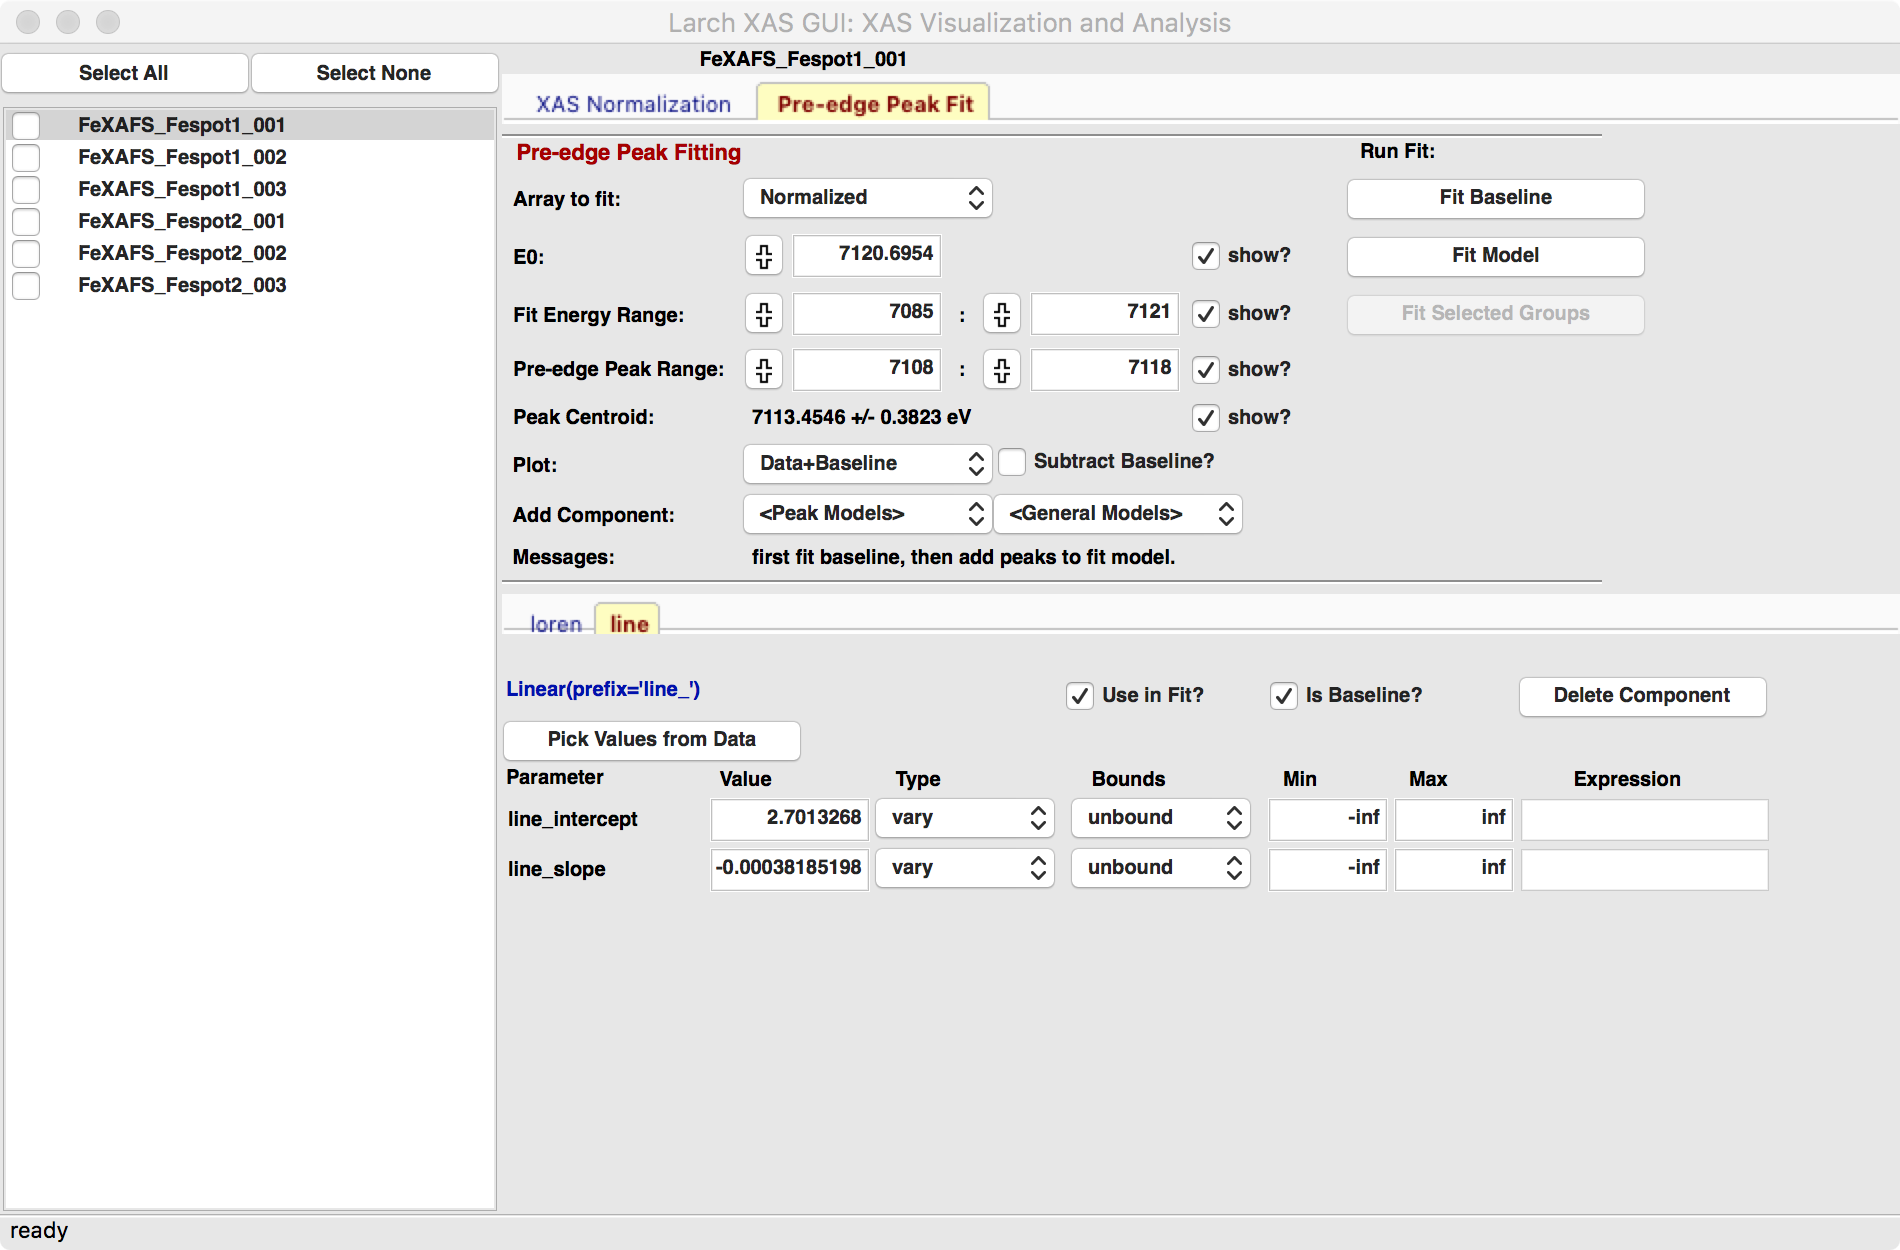 Larch XAS GUI: XAS Visualization and Analysis
Select All
Select None
FeXAFS_Fespot1_001
FeXAFS_Fespot1_002
FeXAFS_Fespot1_003
FeXAFS_Fespot2_001
FeXAFS_Fespot2_002
FeXAFS_Fespot2_003
FeXAFS_Fespot1_001
XAS Normalization
Pre-edge Peak Fit
Pre-edge Peak Fitting
Run Fit:
Array to fit:
Normalized
Fit Baseline
E0:
7120.6954
show?
Fit Model
Fit Energy Range:
7085
:
7121
show?
Fit Selected Groups
Pre-edge Peak Range:
7108
:
7118
show?
Peak Centroid:
7113.4546 +/- 0.3823 eV
show?
Plot:
Data+Baseline
Subtract Baseline?
Add Component:
<Peak Models>
<General Models>
Messages:
first fit baseline, then add peaks to fit model.
loren
line
Linear(prefix='line_')
Use in Fit?
Is Baseline?
Delete Component
Pick Values from Data
Parameter
Value
Type
Bounds
Min
Max
Expression
line_intercept
2.7013268
vary
unbound
-inf
inf
line_slope
-0.00038185198
vary
unbound
-inf
inf
ready